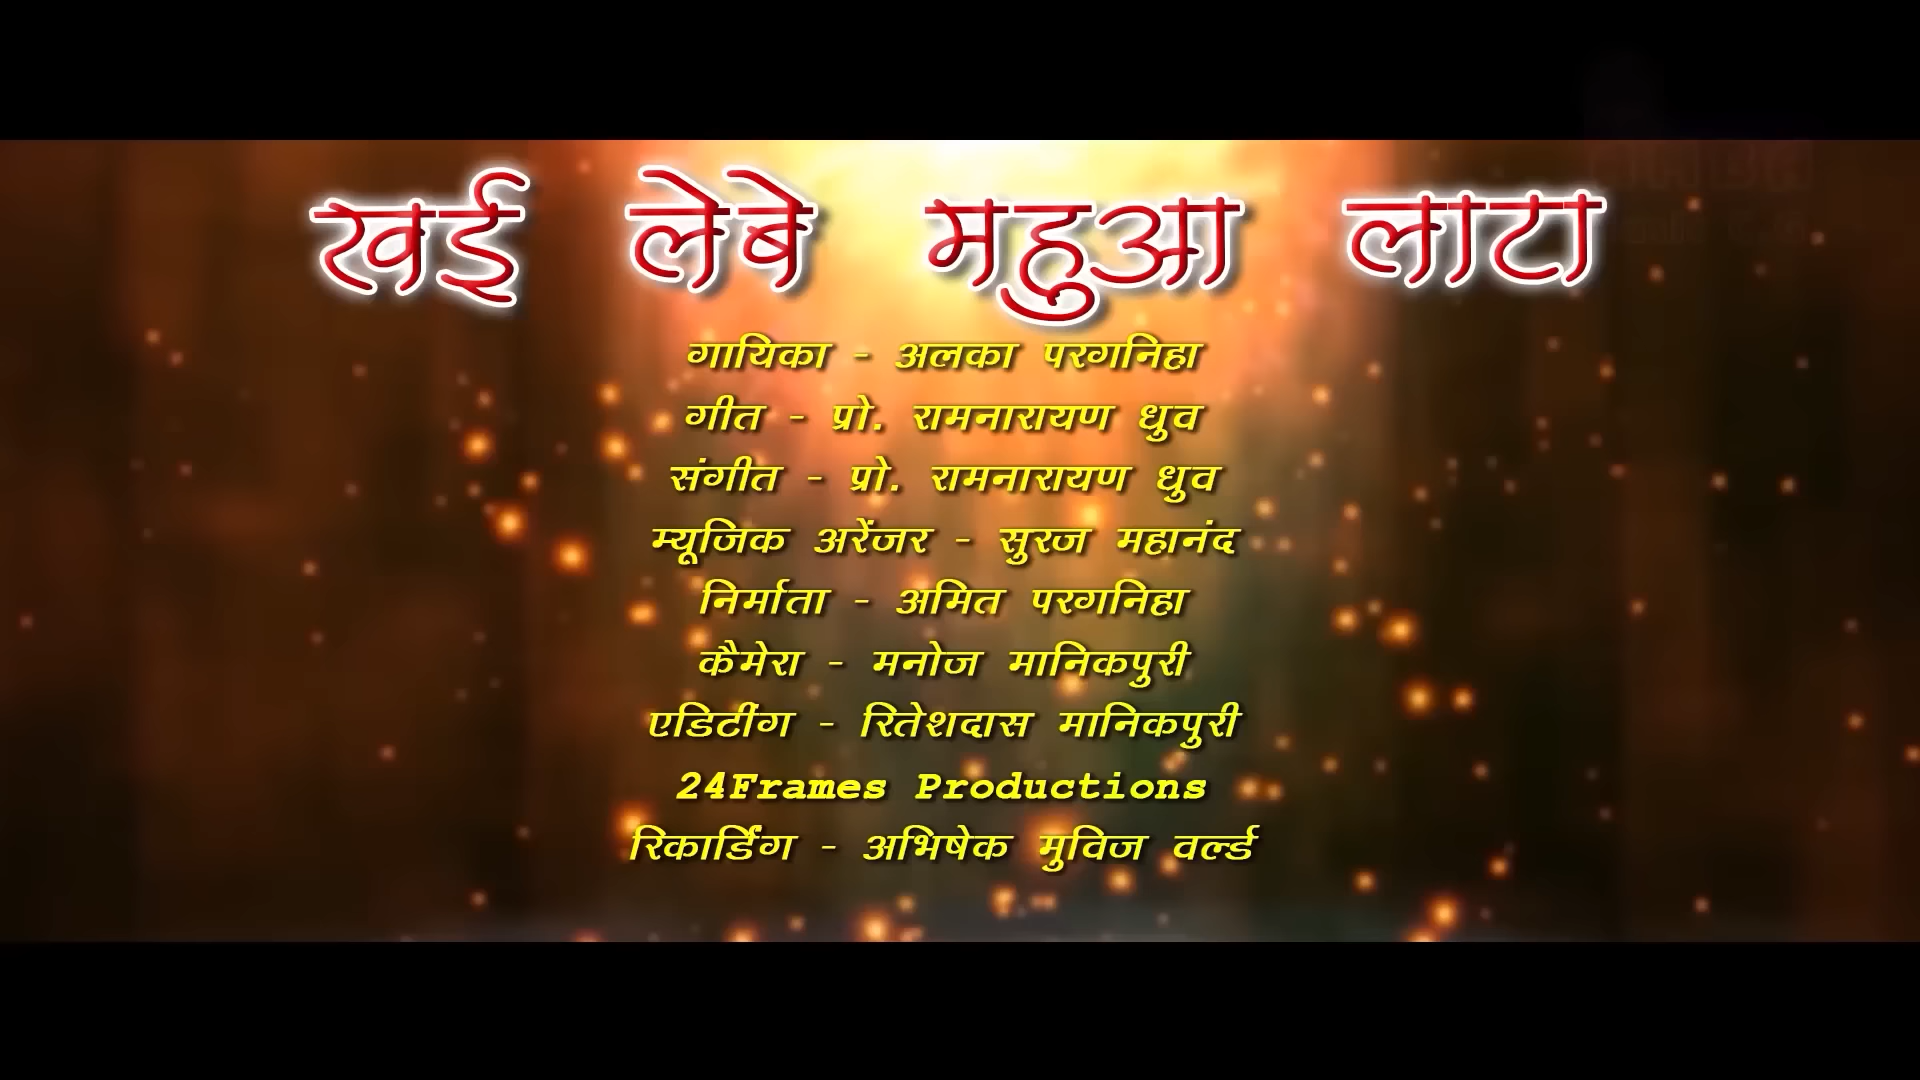 खई लेबे महुआ लाटा
गायिका - अलका परगनिहा
गीत - प्रो. रामनारायण धुव
संगीत - प्रो. रामनारायण धुव
म्यूजिक अरेंजर - सुरज महानंद
निर्माता - अमित परगनिहा
कैमेरा - मनोज मानिकपुरी
एडिटींग - रितेशदास मानिकपुरी
24Frames Productions
रिकार्डिंग - अभिषेक मुविज वर्ल्ड